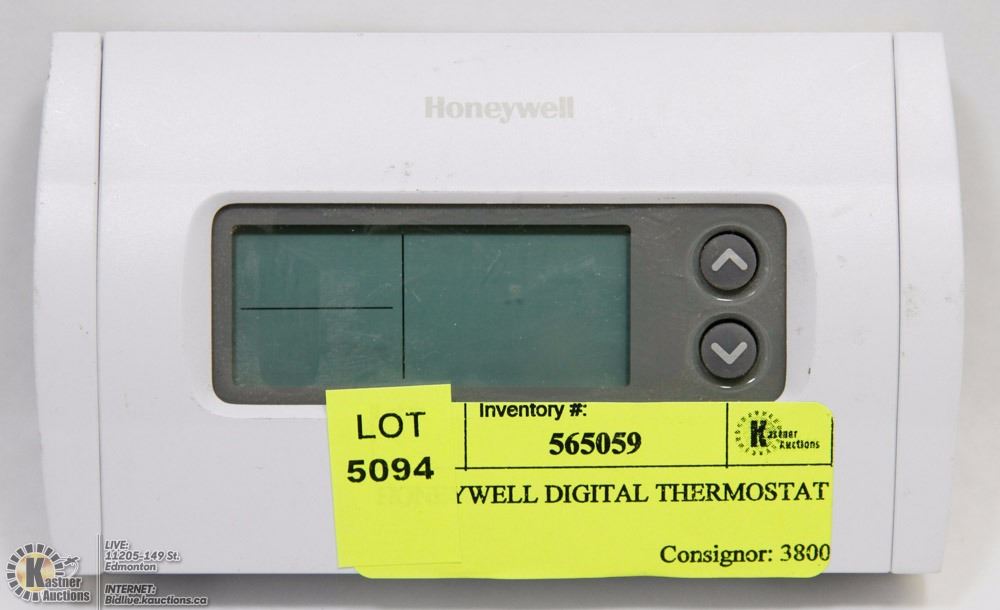 Honeywell
LOT
5094
Inventory #:
565059
Kastner
Auctions
YWELL DIGITAL THERMOSTAT
Consignor: 3800
Kastner
Auctions
LIVE:
11205-149 St.
Edmonton
INTERNET:
Bidlive.kauctions.ca